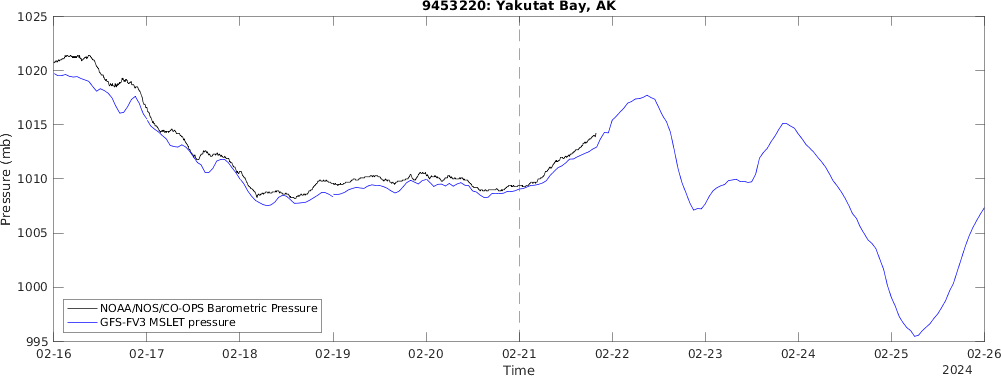 9453220: Yakutat Bay, AK
Pressure (mb)
1025
1020
1015
1010
1005
1000
995
NOAA/NOS/CO-OPS Barometric Pressure
GFS-FV3 MSLET pressure
02-16 02-17 02-18 02-19 02-20 02-21 02-22 02-23 02-24 02-25 02-26
Time
2024